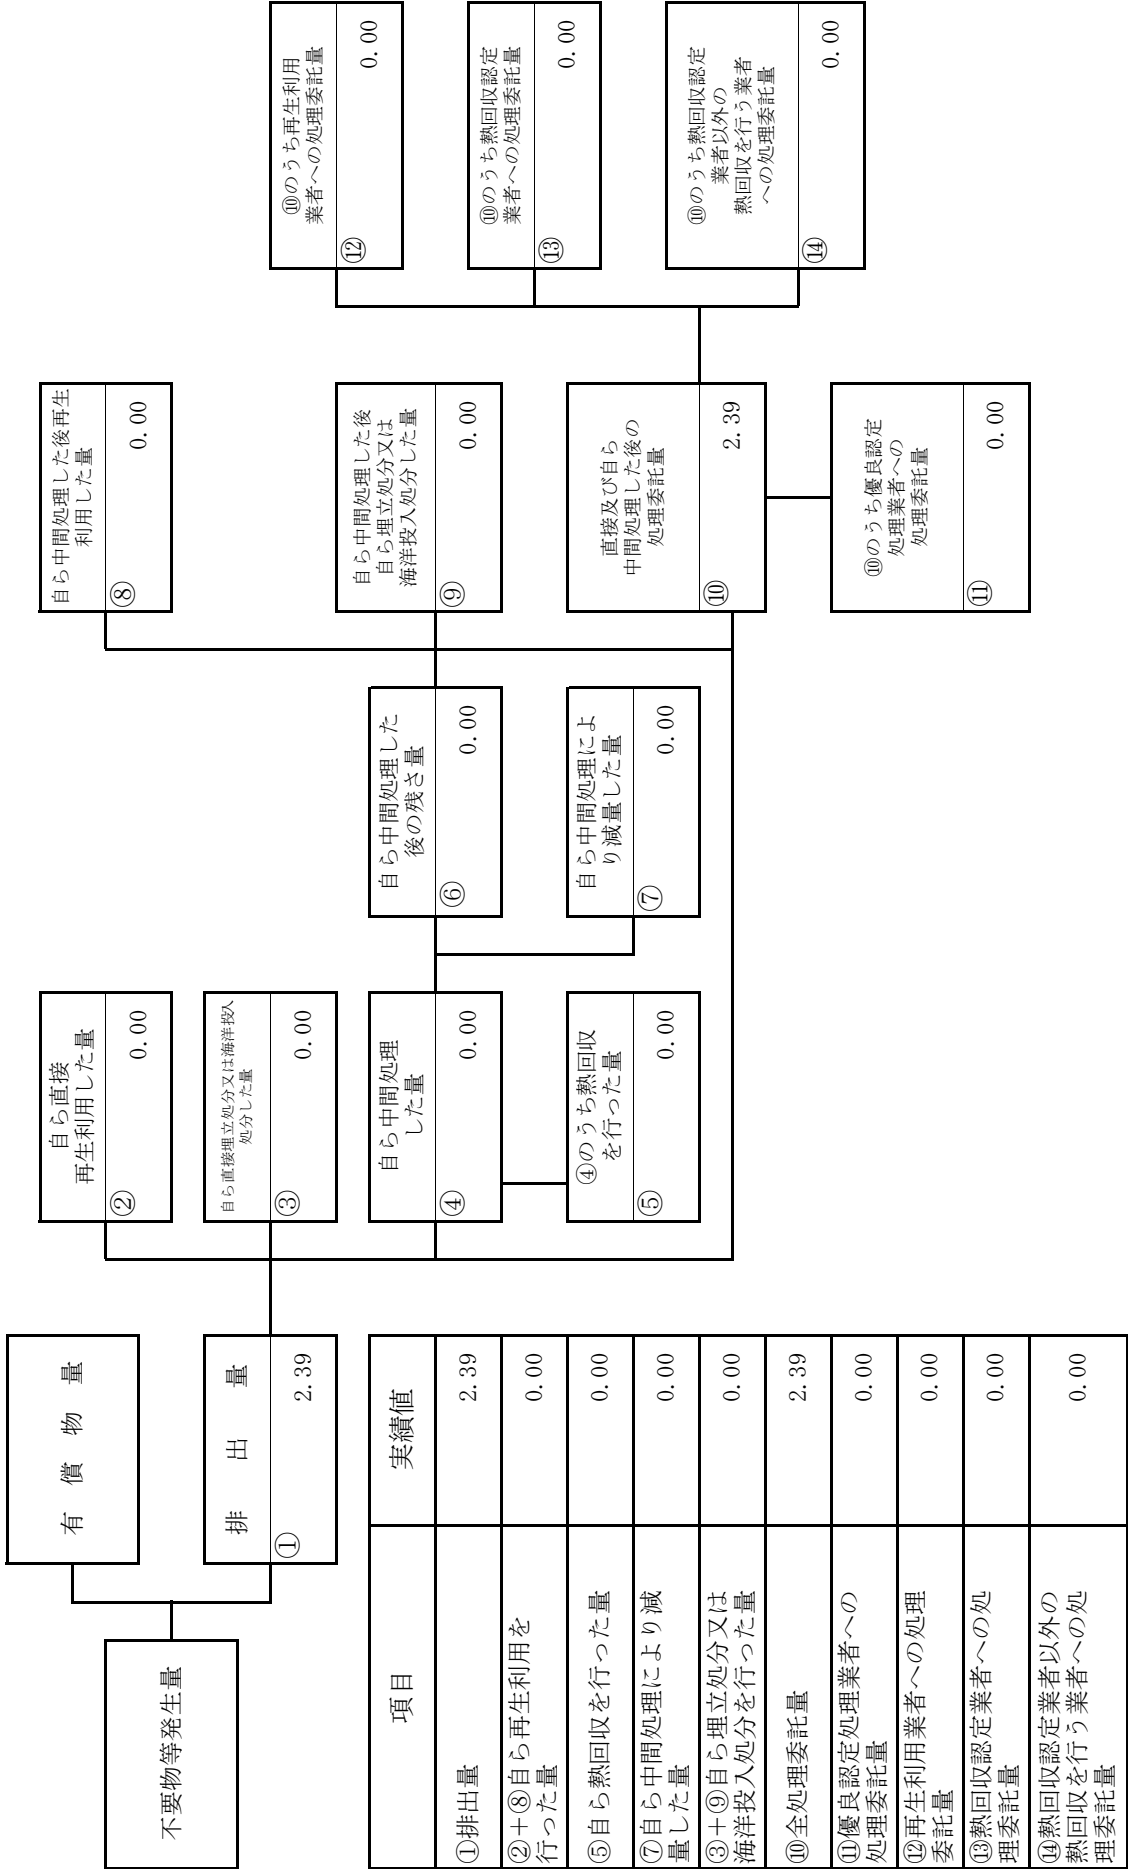 不要物等発生量
有償物量
排出量
①
2.39
自ら直接
再生利用した量
②
0.00
自ら直接埋立処分又は海洋投入
処分した量
③
0.00
自ら中間処理
した量
④
0.00
④のうち熱回収
を行った量
⑤
0.00
自ら中間処理した
後の残さ量
⑥
0.00
自ら中間処理によ
り減量した量
⑦
0.00
自ら中間処理した後再生
利用した量
⑧
0.00
自ら中間処理した後
自ら埋立処分又は
海洋投入処分した量
⑨
0.00
直接及び自ら
中間処理した後の
処理委託量
⑩
2.39
⑩のうち優良認定
処理業者への
処理委託量
⑪
0.00
⑩のうち再生利用
業者への処理委託量
⑫
0.00
⑩のうち熱回収認定
業者への処理委託量
⑬
0.00
⑩のうち熱回収認定
業者以外の
熱回収を行う業者
への処理委託量
⑭
0.00
項目
実績値
①排出量
2.39
②+⑧自ら再生利用を
行った量
0.00
⑤自ら熱回収を行った量
0.00
⑦自ら中間処理により減
量した量
0.00
③+⑨自ら埋立処分又は
海洋投入処分を行った量
0.00
⑩全処理委託量
2.39
⑪優良認定処理業者への
処理委託量
0.00
⑫再生利用業者への処理
委託量
0.00
⑬熱回収認定業者への処
理委託量
0.00
⑭熱回収認定業者以外の
熱回収を行う業者への処
理委託量
0.00